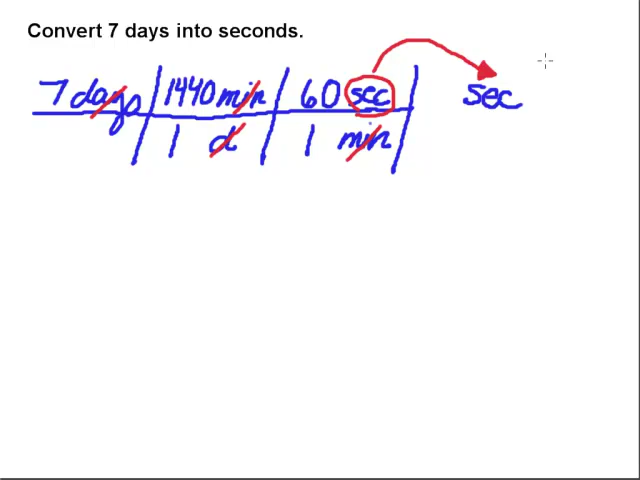 Convert 7 days into seconds.
7 days 1440 min 60 sec sec
1 d 1 min